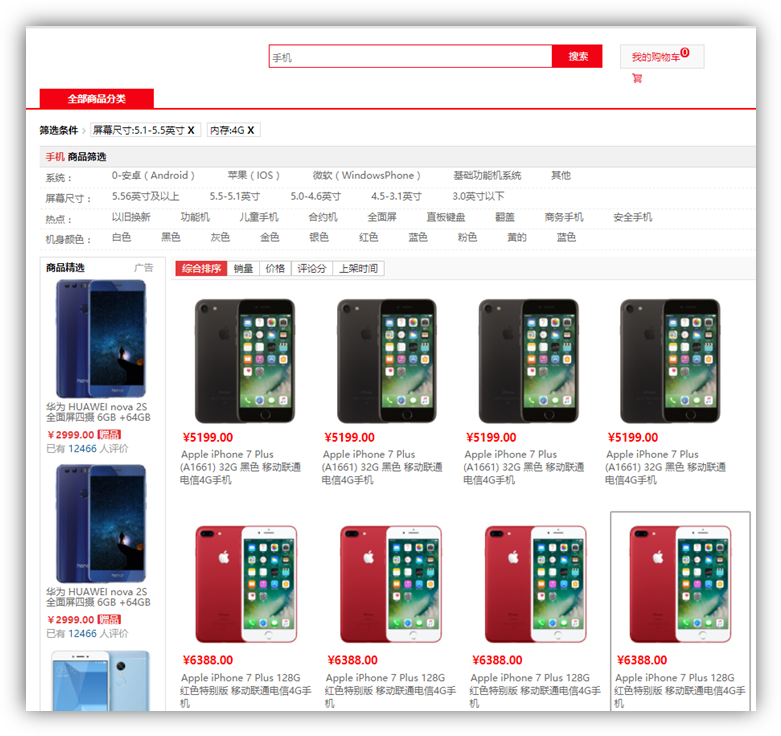 手机
搜索
我的购物车0
全部商品分类
筛选条件 > 屏幕尺寸:5.1-5.5英寸 X 内存:4G X
手机 商品筛选
系统： 0-安卓（Android） 苹果（IOS） 微软（WindowsPhone） 基础功能机系统 其他
屏幕尺寸： 5.56英寸及以上 5.5-5.1英寸 5.0-4.6英寸 4.5-3.1英寸 3.0英寸以下
热点： 以旧换新 功能机 儿童手机 合约机 全面屏 直板键盘 翻盖 商务手机 安全手机
机身颜色： 白色 黑色 灰色 金色 银色 红色 蓝色 粉色 黄的 蓝色
商品精选 广告
华为 HUAWEI nova 2S
全面屏四摄 6GB +64GB
￥2999.00 赠品
已有 12466 人评价
华为 HUAWEI nova 2S
全面屏四摄 6GB +64GB
￥2999.00 赠品
已有 12466 人评价
综合排序 销量 价格 评论分 上架时间
¥5199.00 ¥5199.00 ¥5199.00 ¥5199.00
Apple iPhone 7 Plus Apple iPhone 7 Plus Apple iPhone 7 Plus Apple iPhone 7 Plus
(A1661) 32G 黑色 移动联通 (A1661) 32G 黑色 移动联通 (A1661) 32G 黑色 移动联通 (A1661) 32G 黑色 移动联通
电信4G手机 电信4G手机 电信4G手机 电信4G手机
¥6388.00 ¥6388.00 ¥6388.00 ¥6388.00
Apple iPhone 7 Plus 128G Apple iPhone 7 Plus 128G Apple iPhone 7 Plus 128G Apple iPhone 7 Plus 128G
红色特别版 移动联通电信4G手 红色特别版 移动联通电信4G手 红色特别版 移动联通电信4G手 红色特别版 移动联通电信4G手
机 机 机 机